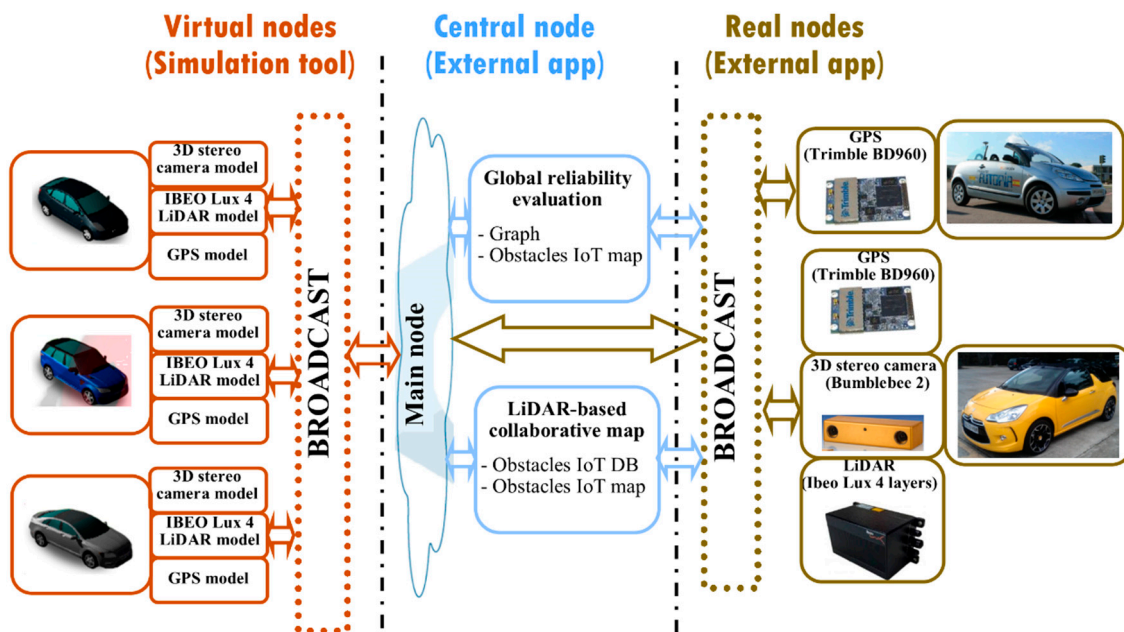 Virtual nodes
(Simulation tool)
Central node
(External app)
Real nodes
(External app)
3D stereo
camera model
IBEO Lux 4
LiDAR model
GPS model
3D stereo
camera model
IBEO Lux 4
LiDAR model
GPS model
3D stereo
camera model
IBEO Lux 4
LiDAR model
GPS model
BROADCAST
Main node
Global reliability
evaluation
- Graph
- Obstacles IoT map
LiDAR-based
collaborative map
- Obstacles IoT DB
- Obstacles IoT map
BROADCAST
GPS
(Trimble BD960)
Trimble
AUTOPIA
GPS
(Trimble BD960)
Trimble
3D stereo camera
(Bumblebee 2)
LiDAR
(Ibeo Lux 4 layers)